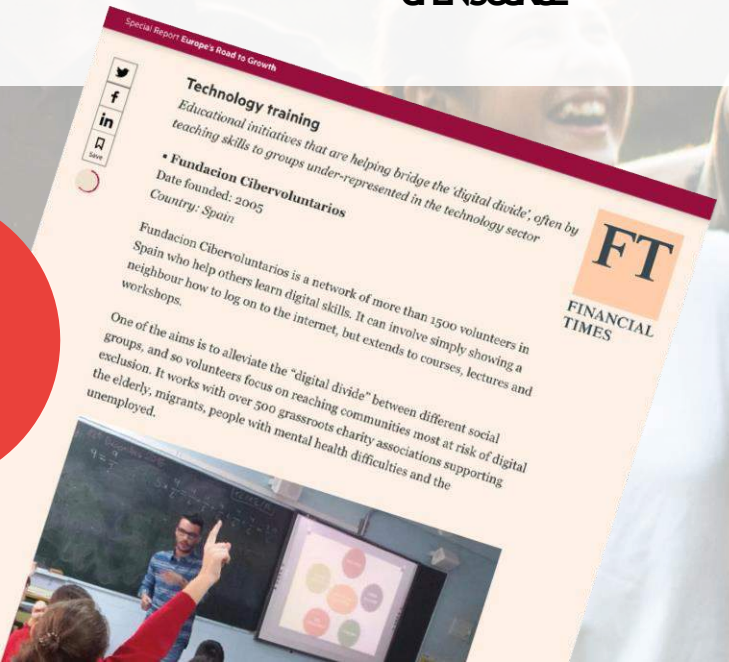 Special Report Europe's Road to Growth
Save
Technology training
Educational initiatives that are helping bridge the 'digital divide', often by
teaching skills to groups under-represented in the technology sector
• Fundacion Cibervoluntarios
Date founded: 2005
Country: Spain
Fundacion Cibervoluntarios is a network of more than 1500 volunteers in
Spain who help others learn digital skills. It can involve simply showing a
neighbour how to log on to the internet, but extends to courses, lectures and
workshops.
One of the aims is to alleviate the "digital divide" between different social
groups, and so volunteers focus on reaching communities most at risk of digital
exclusion. It works with over 500 grassroots charity associations supporting
the elderly, migrants, people with mental health difficulties and the
unemployed.
FT
FINANCIAL
TIMES